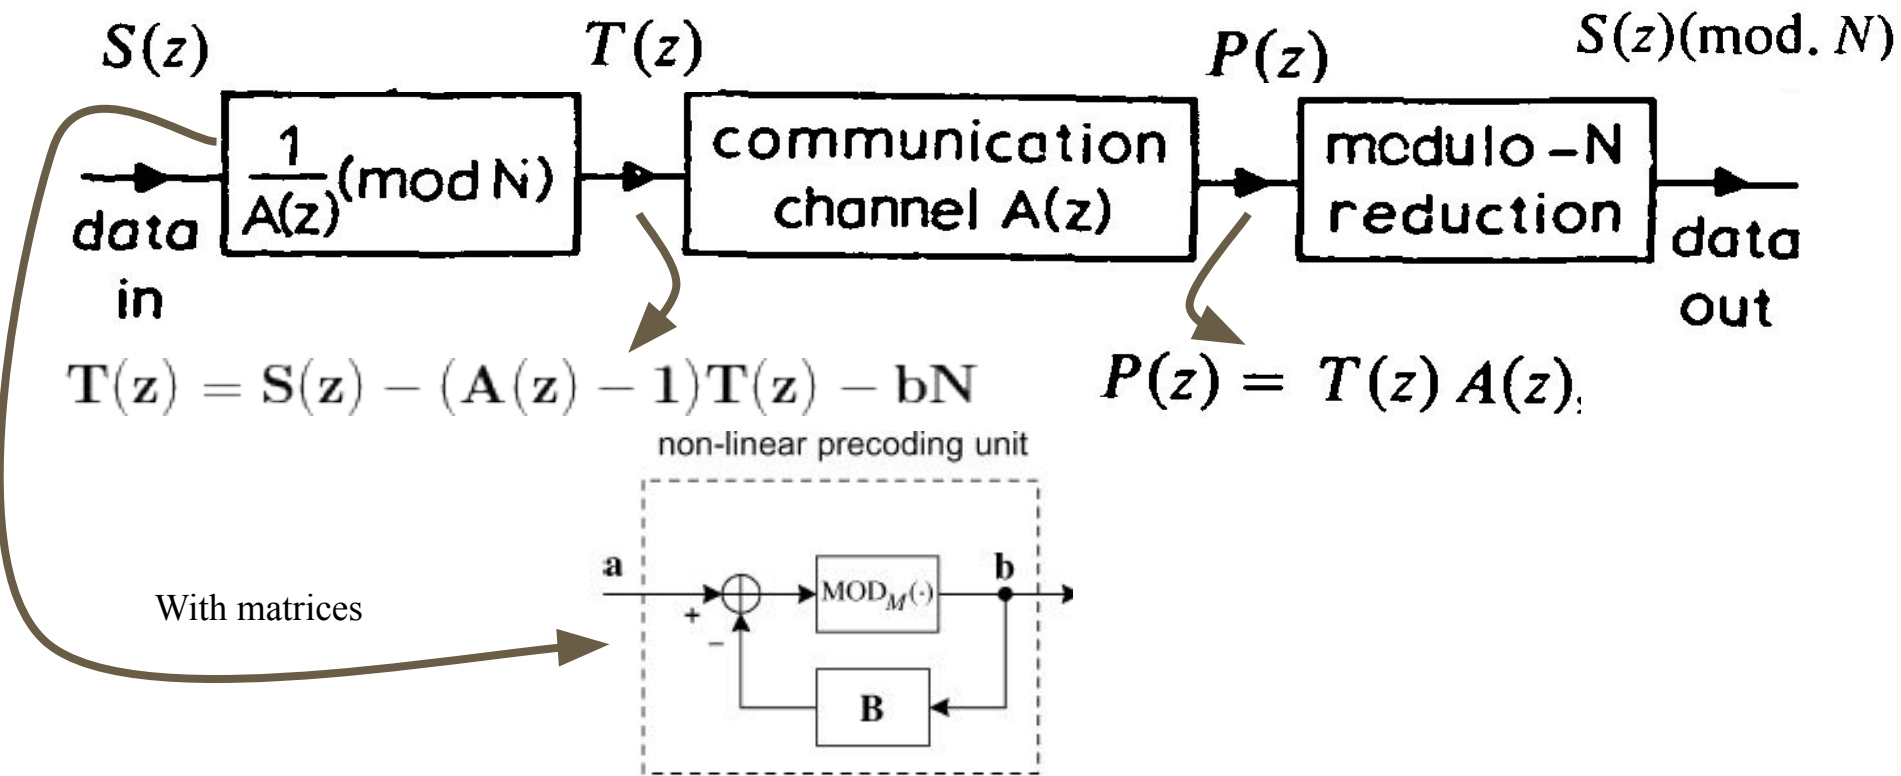 S(z) T(z) P(z) S(z)(mod. N)
1/A(z) (mod N)
communication
channel A(z)
modulo-N
reduction
data
in
data
out
T(z) = S(z) − (A(z) − 1)T(z) − bN
P(z) = T(z) A(z),
non-linear precoding unit
a
+
−
MOD_M(·)
b
B
With matrices